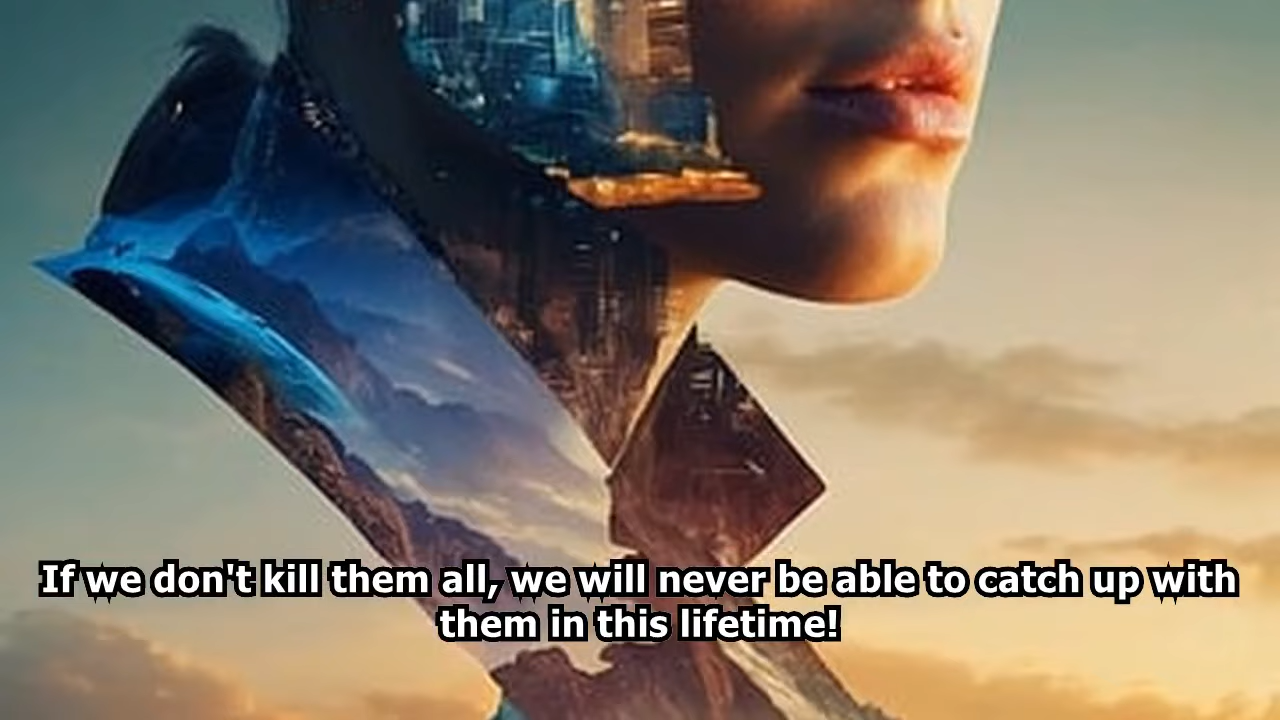 If we don't kill them all, we will never be able to catch up with
them in this lifetime!